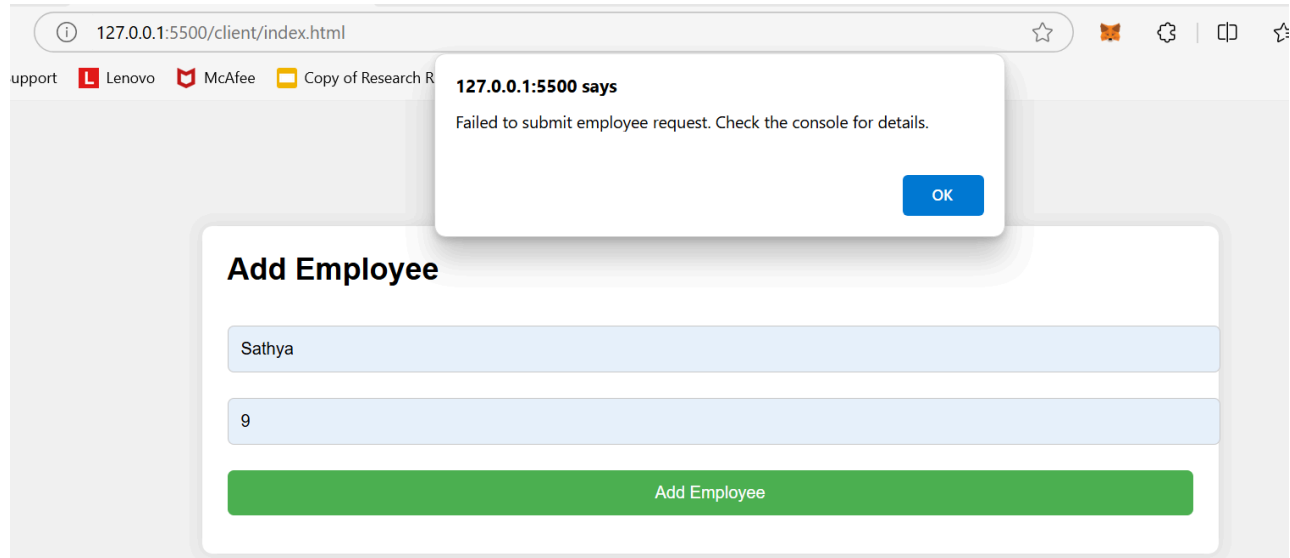 127.0.0.1:5500/client/index.html
upport L Lenovo McAfee Copy of Research R
127.0.0.1:5500 says
Failed to submit employee request. Check the console for details.
OK
Add Employee
Sathya
9
Add Employee